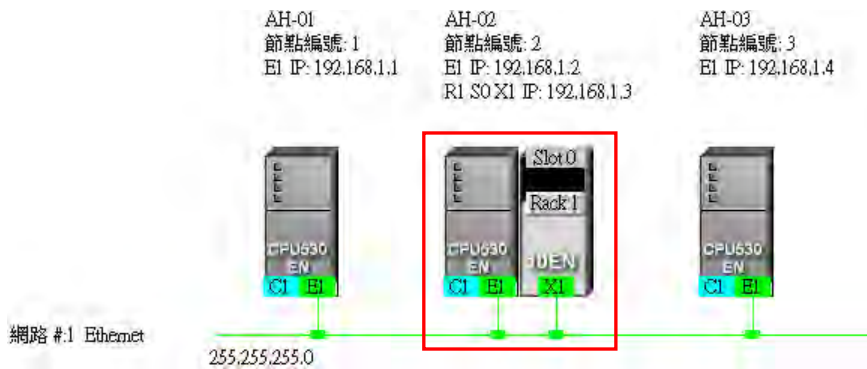 AH-01
節點編號: 1
E1 IP: 192.168.1.1
AH-02
節點編號: 2
E1 IP: 192.168.1.2
R1 S0 X1 IP: 192.168.1.3
AH-03
節點編號: 3
E1 IP: 192.168.1.4
CPU530
EN
C1 E1
CPU530
EN
C1 E1
Slot 0
Rack 1
10EN
X1
CPU530
EN
C1 E1
網路 #:1 Ethernet
255.255.255.0